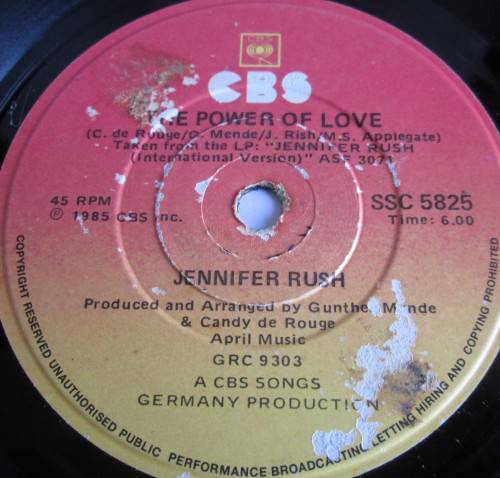 CBS
CBS
THE POWER OF LOVE
(C. de Rouge/G. Mende/J. Rish/M.S. Applegate)
Taken from the LP: "JENNIFER RUSH
(International Version)" ASF 3071
45 RPM
℗ 1985 CBS Inc.
SSC 5825
Time: 6.00
JENNIFER RUSH
Produced and Arranged by Gunther Mende
& Candy de Rouge
April Music
GRC 9303
A CBS SONGS
GERMANY PRODUCTION
COPYRIGHT RESERVED UNAUTHORISED PUBLIC PERFORMANCE BROADCASTING LETTING HIRING AND COPYING PROHIBITED